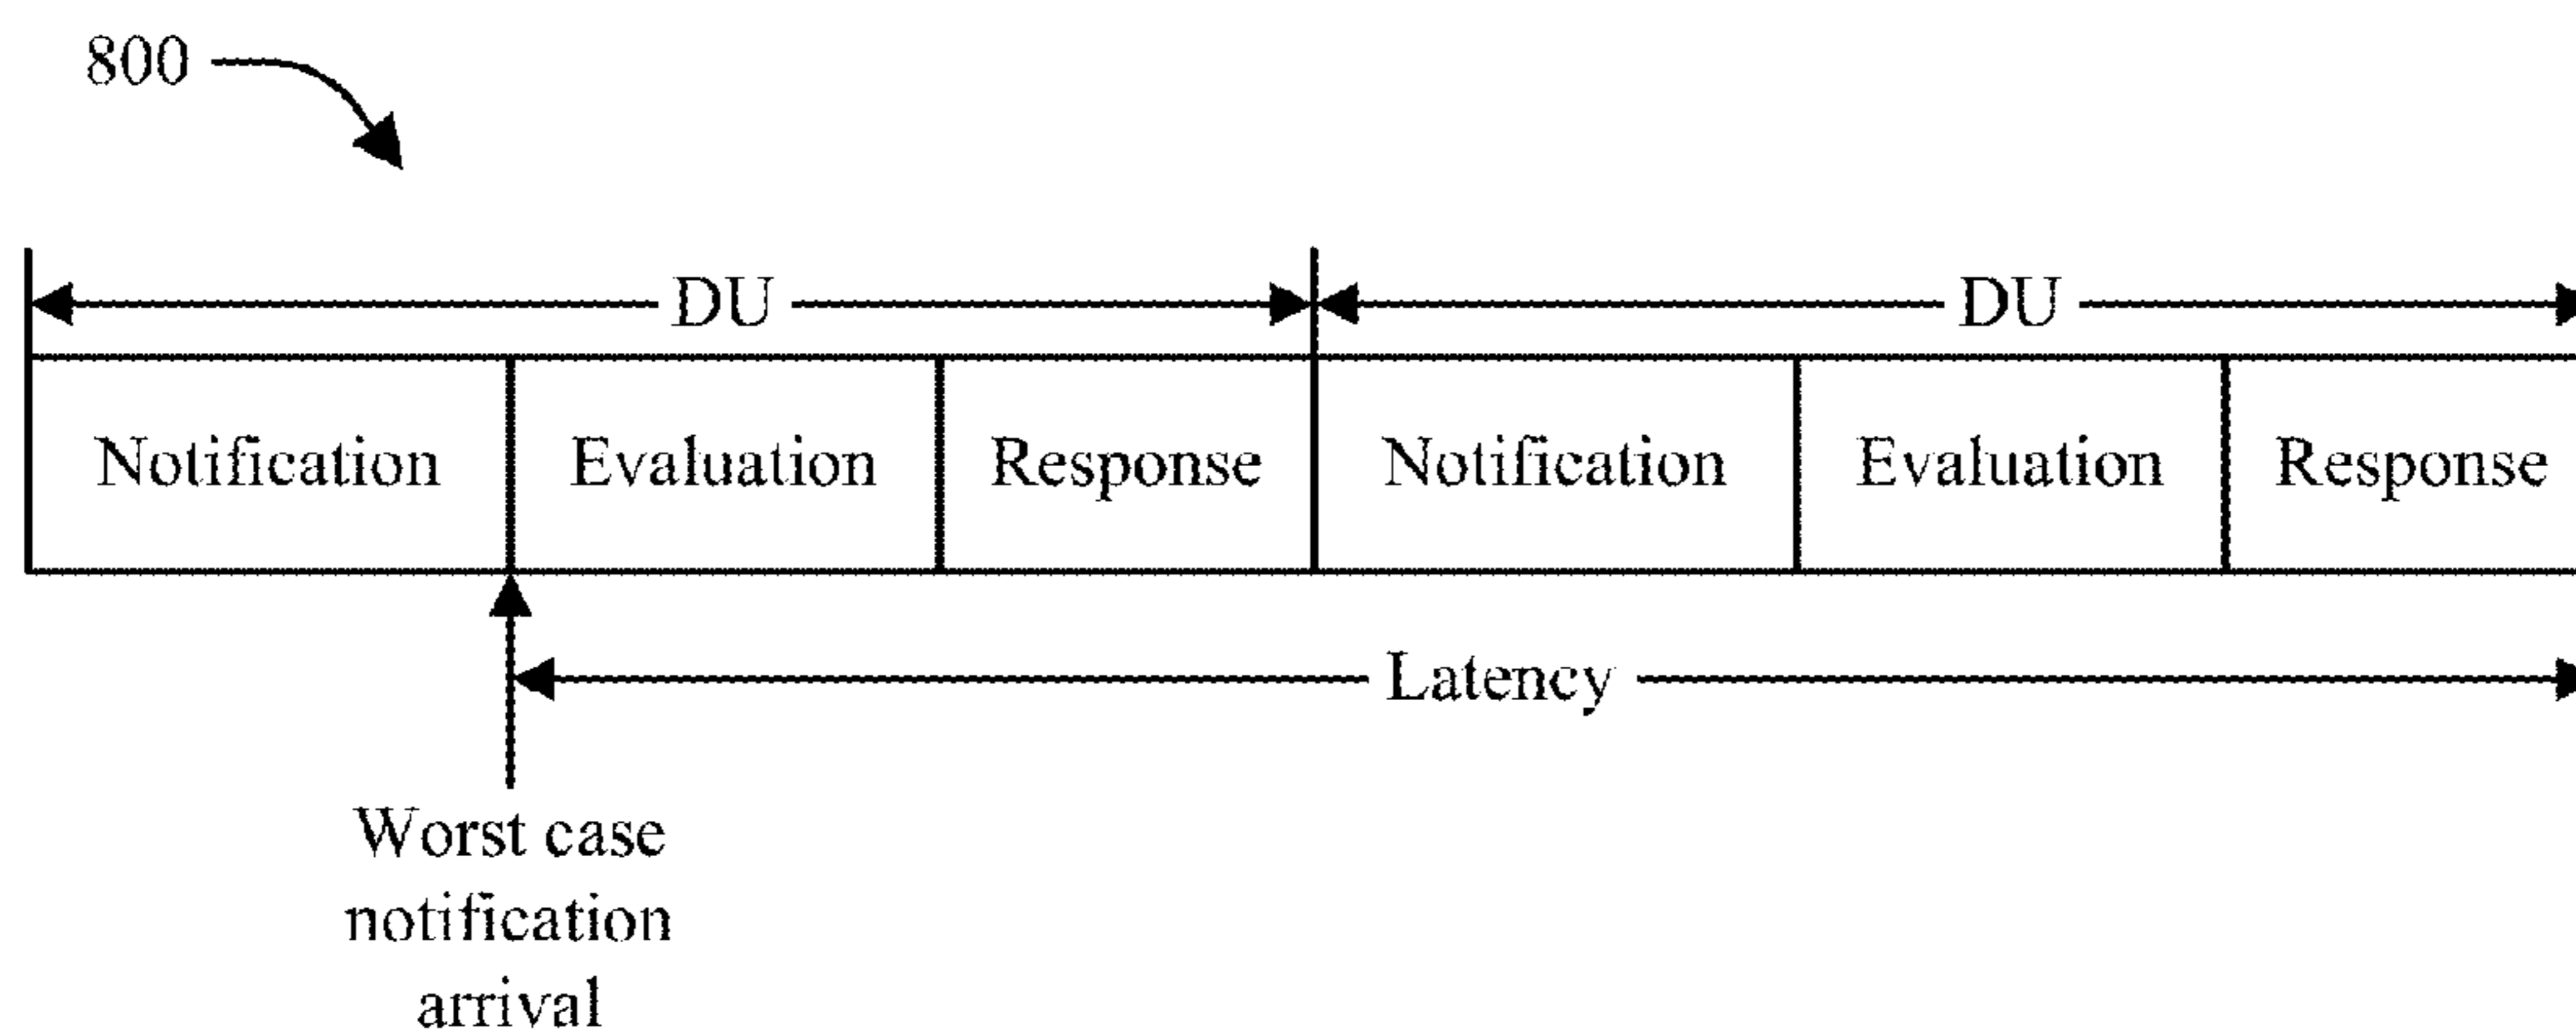 800
DU DU
Notification Evaluation Response Notification Evaluation Response
Latency
Worst case
notification
arrival